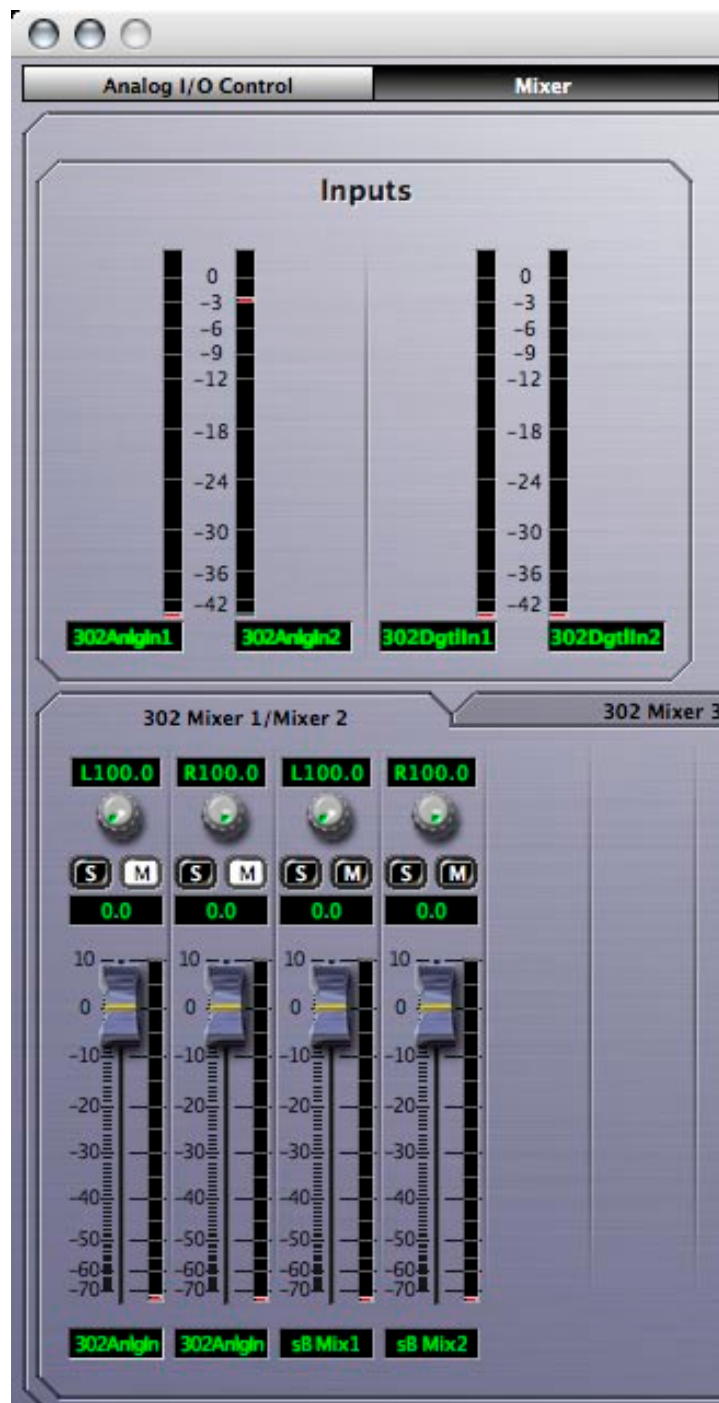 Analog I/O Control Mixer
Inputs
0 0
-3 -3
-6 -6
-9 -9
-12 -12
-18 -18
-24 -24
-30 -30
-36 -36
-42 -42
302AnlgIn1 302AnlgIn2 302DgtlIn1 302DgtlIn2
302 Mixer 1/Mixer 2 302 Mixer 3
L100.0 R100.0 L100.0 R100.0
S M S M S M S M
0.0 0.0 0.0 0.0
10 10 10 10
0 0 0 0
-10 -10 -10 -10
-20 -20 -20 -20
-30 -30 -30 -30
-40 -40 -40 -40
-50 -50 -50 -50
-60 -60 -60 -60
-70 -70 -70 -70
302AnlgIn 302AnlgIn sB Mix1 sB Mix2